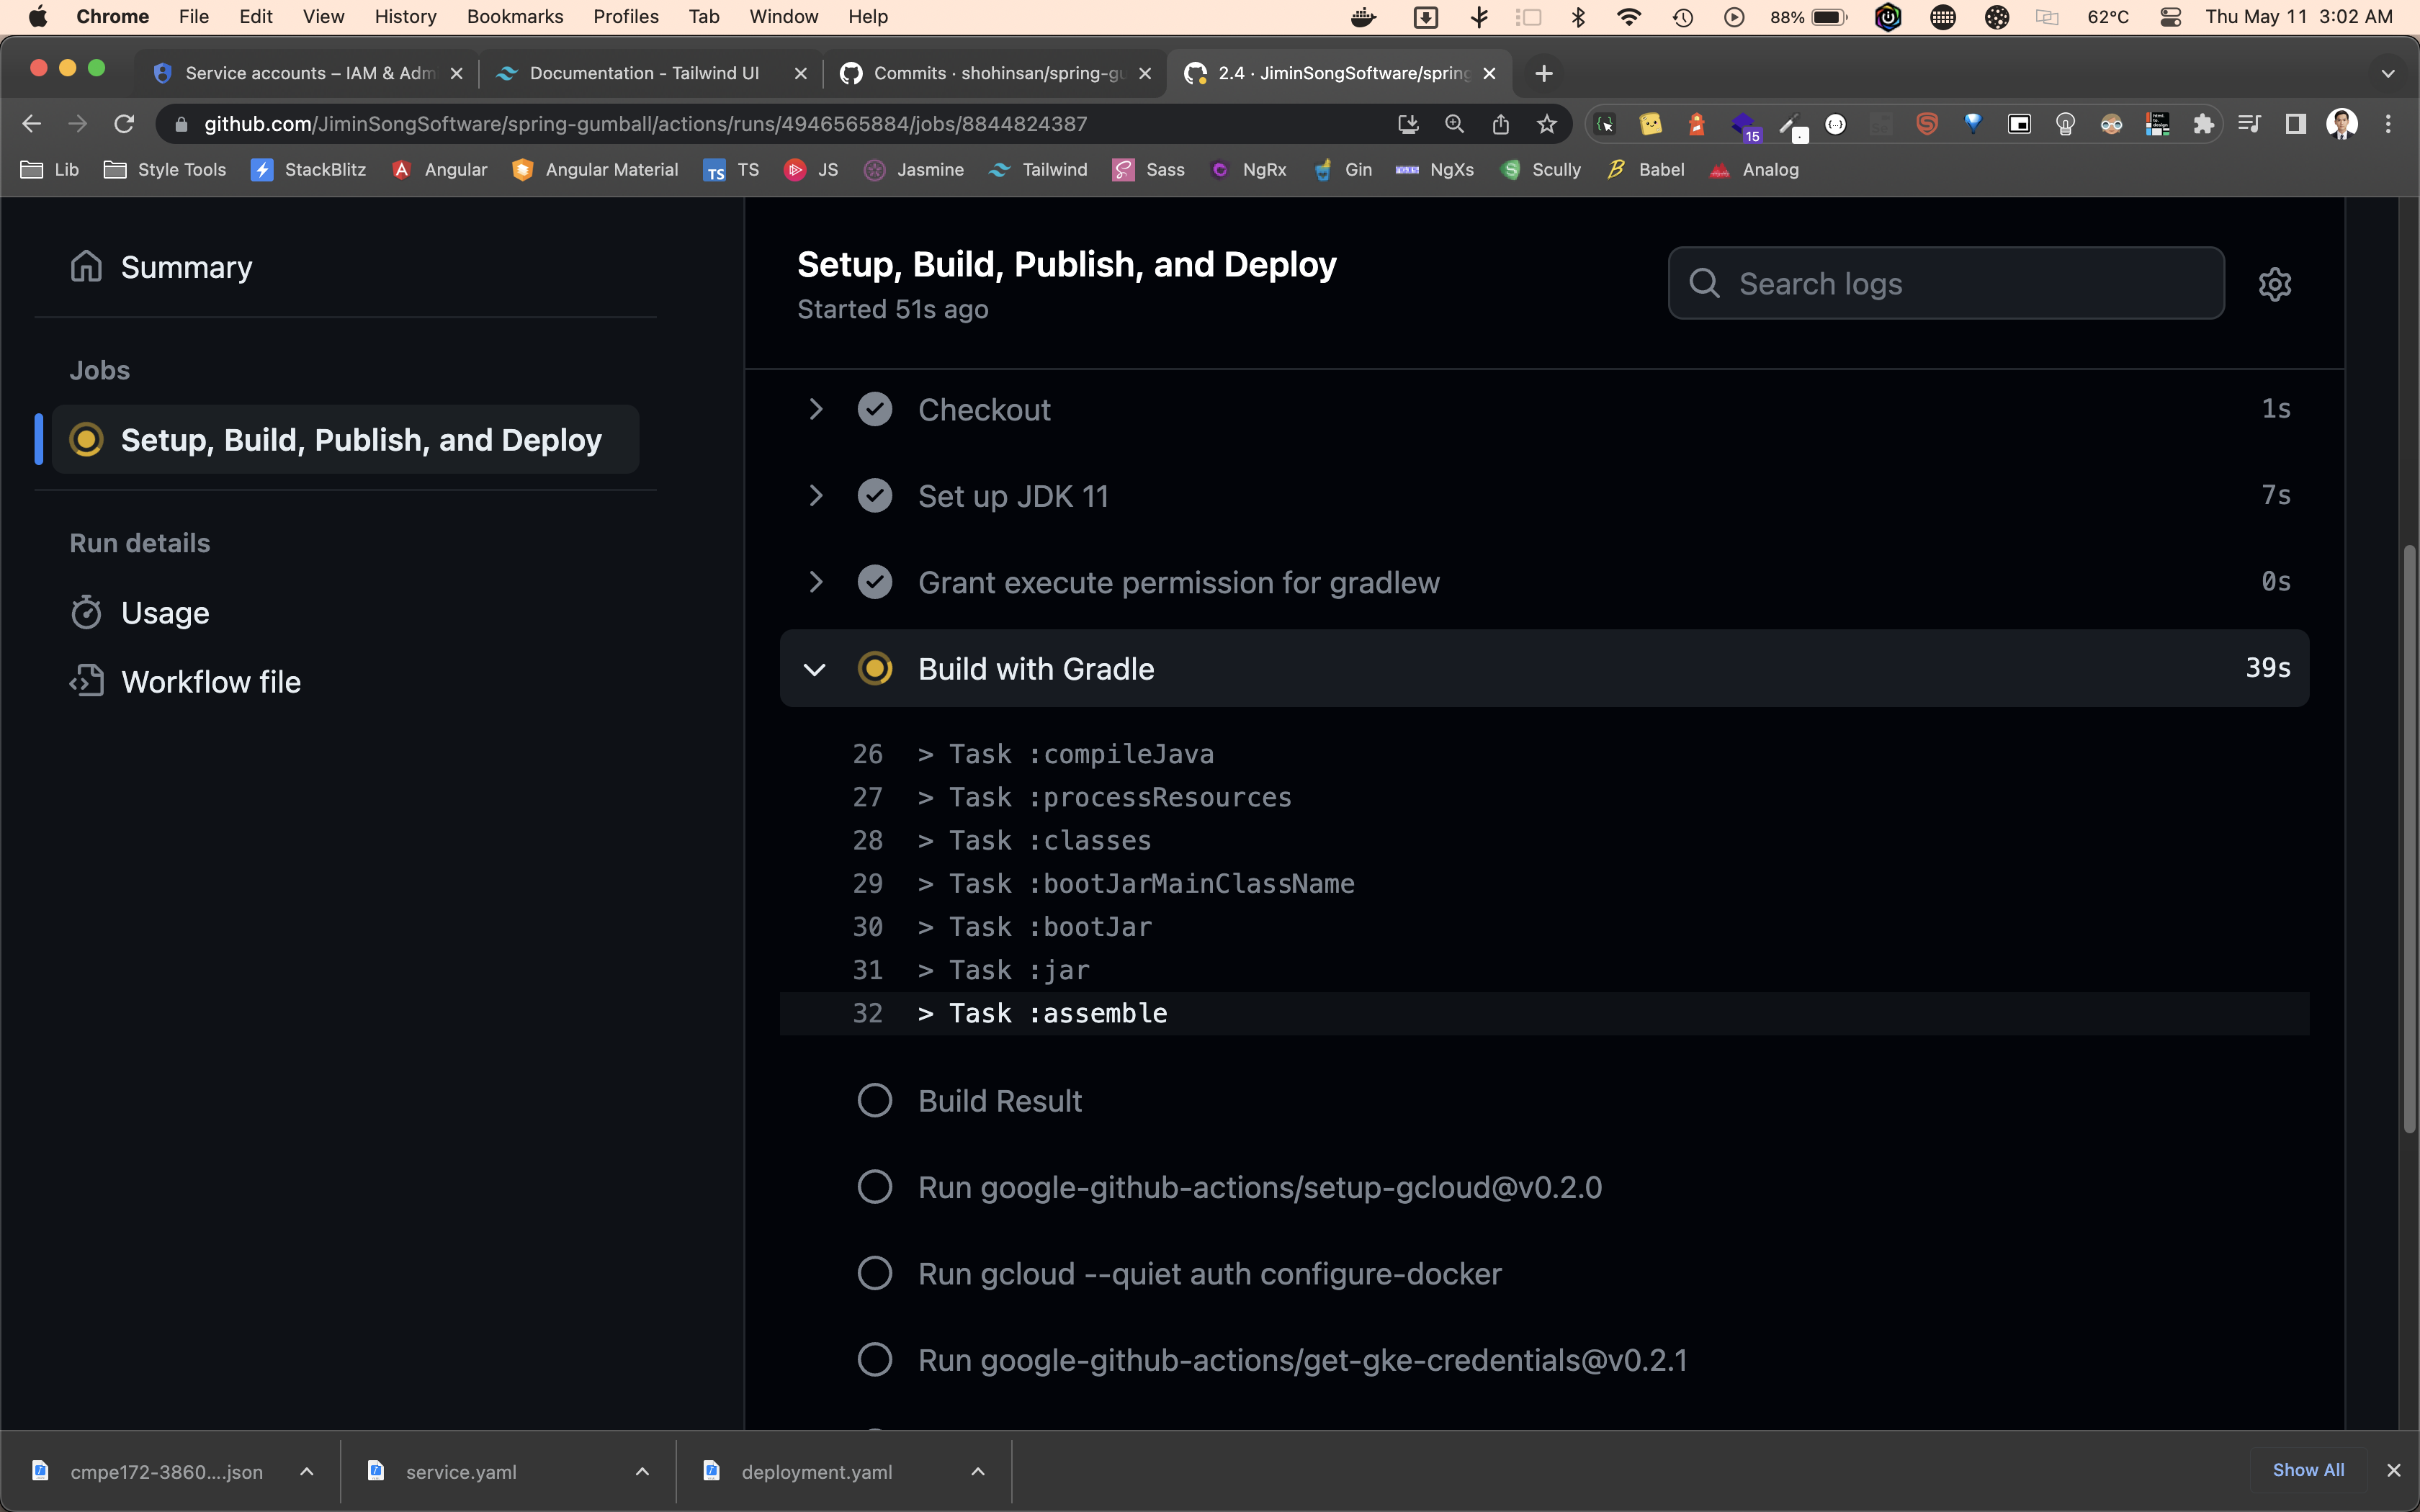 Chrome File Edit View History Bookmarks Profiles Tab Window Help 88% 62°C Thu May 11 3:02 AM
Service accounts – IAM & Adm Documentation - Tailwind UI Commits · shohinsan/spring-gu 2.4 · JiminSongSoftware/spring
github.com/JiminSongSoftware/spring-gumball/actions/runs/4946565884/jobs/8844824387 15
Lib Style Tools StackBlitz Angular Angular Material TS TS JS Jasmine Tailwind Sass NgRx Gin NgXs Scully Babel Analog
Summary
Jobs
Setup, Build, Publish, and Deploy
Run details
Usage
Workflow file
Setup, Build, Publish, and Deploy
Started 51s ago
Search logs
Checkout 1s
Set up JDK 11 7s
Grant execute permission for gradlew 0s
Build with Gradle 39s
26 > Task :compileJava
27 > Task :processResources
28 > Task :classes
29 > Task :bootJarMainClassName
30 > Task :bootJar
31 > Task :jar
32 > Task :assemble
Build Result
Run google-github-actions/setup-gcloud@v0.2.0
Run gcloud --quiet auth configure-docker
Run google-github-actions/get-gke-credentials@v0.2.1
cmpe172-3860....json service.yaml deployment.yaml Show All